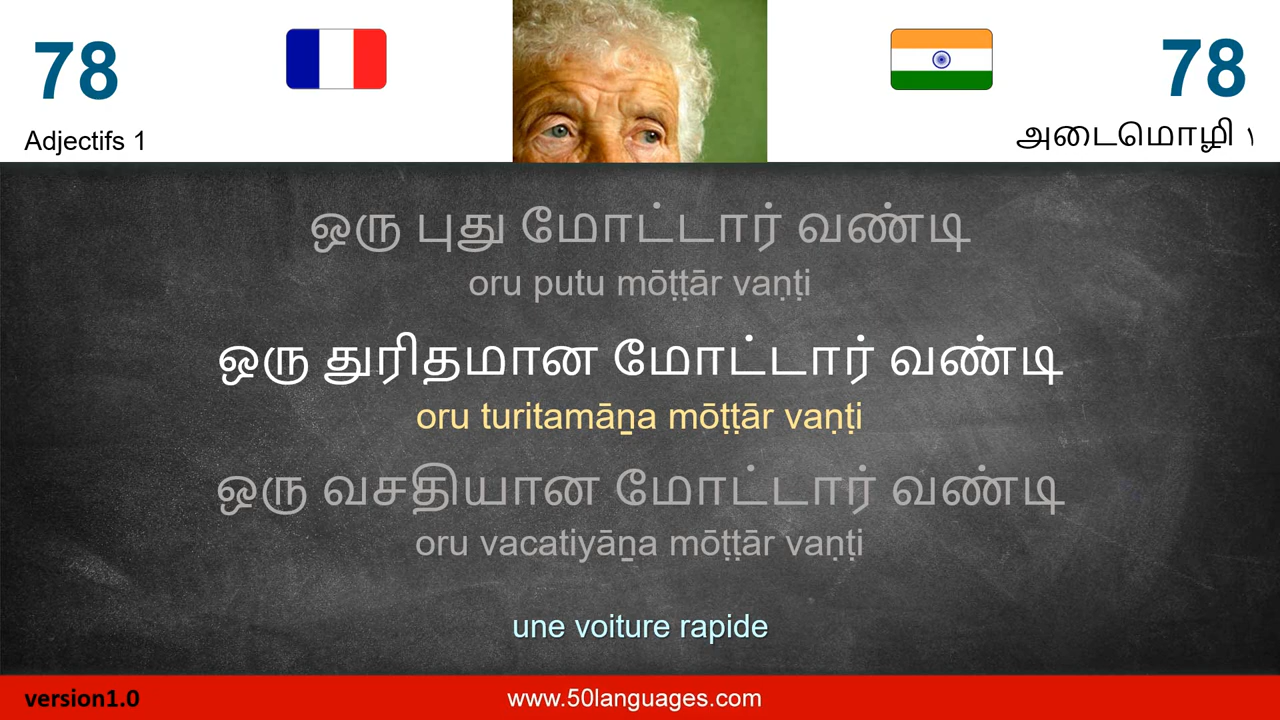 78
78
Adjectifs 1
அடைமொழி ١
ஒரு புது மோட்டார் வண்டி
oru putu mōṭṭār vaṇṭi
ஒரு துரிதமான மோட்டார் வண்டி
oru turitamāṉa mōṭṭār vaṇṭi
ஒரு வசதியான மோட்டார் வண்டி
oru vacatiyāṉa mōṭṭār vaṇṭi
une voiture rapide
version1.0
www.50languages.com